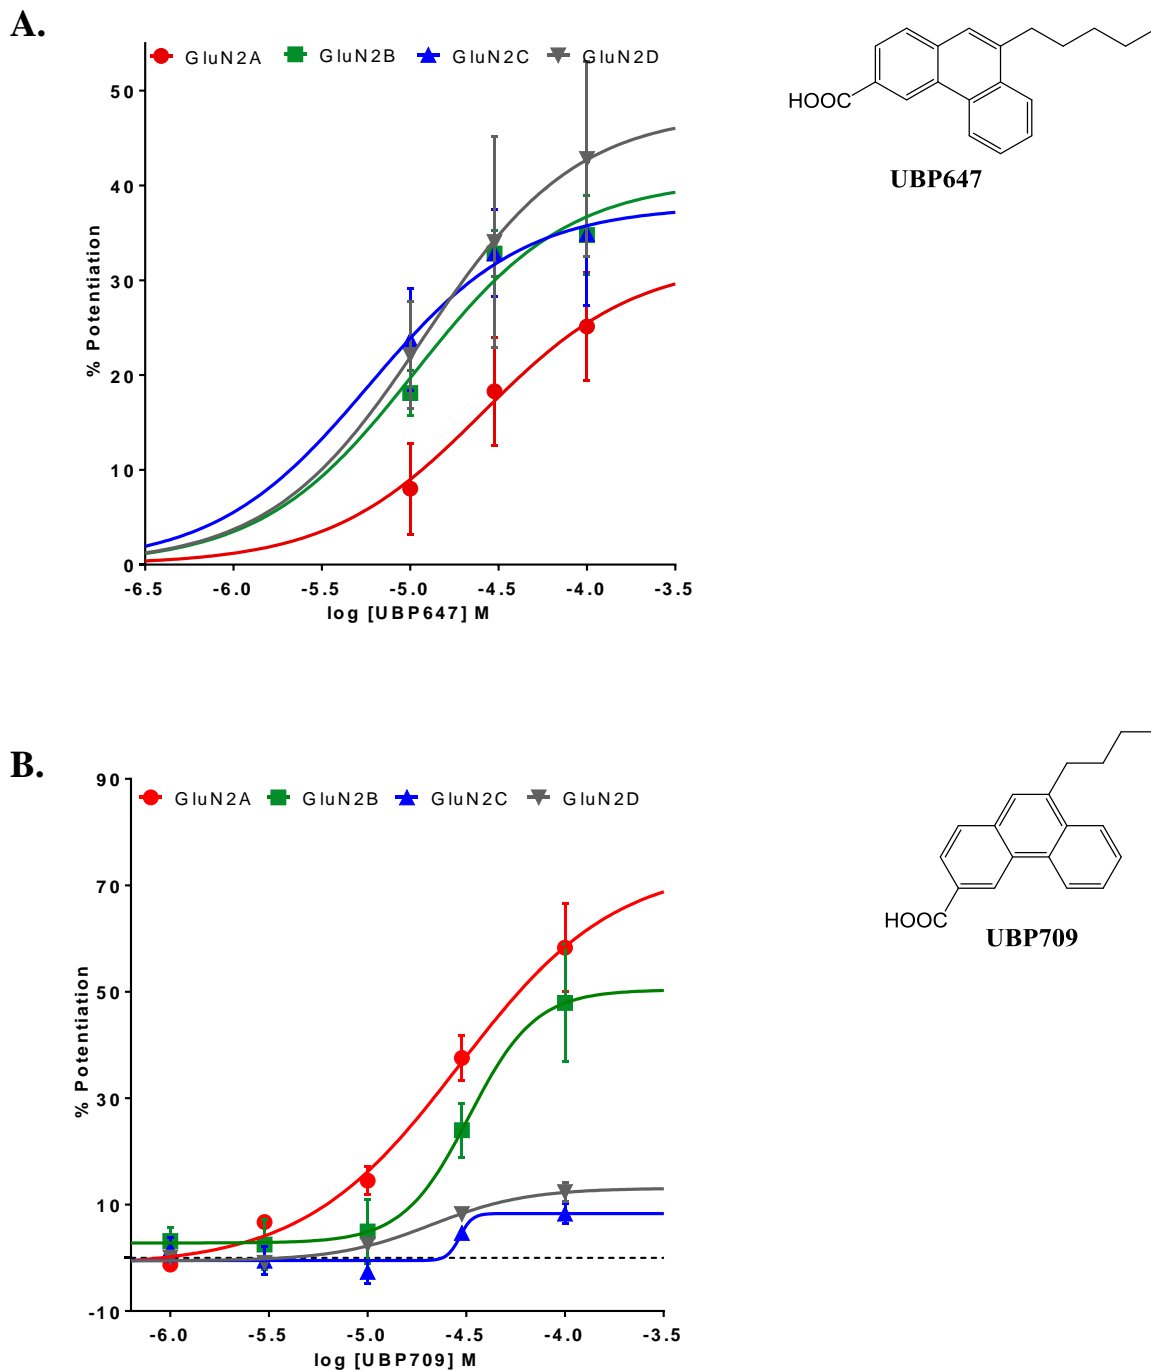 A.
GluN2A GluN2B GluN2C GluN2D
50
40
30
20
10
0
% Potentiation
-6.5 -6.0 -5.5 -5.0 -4.5 -4.0 -3.5
log [UBP647] M
HOOC
UBP647
B.
GluN2A GluN2B GluN2C GluN2D
90
70
50
30
10
-10
% Potentiation
-6.0 -5.5 -5.0 -4.5 -4.0 -3.5
log [UBP709] M
HOOC
UBP709